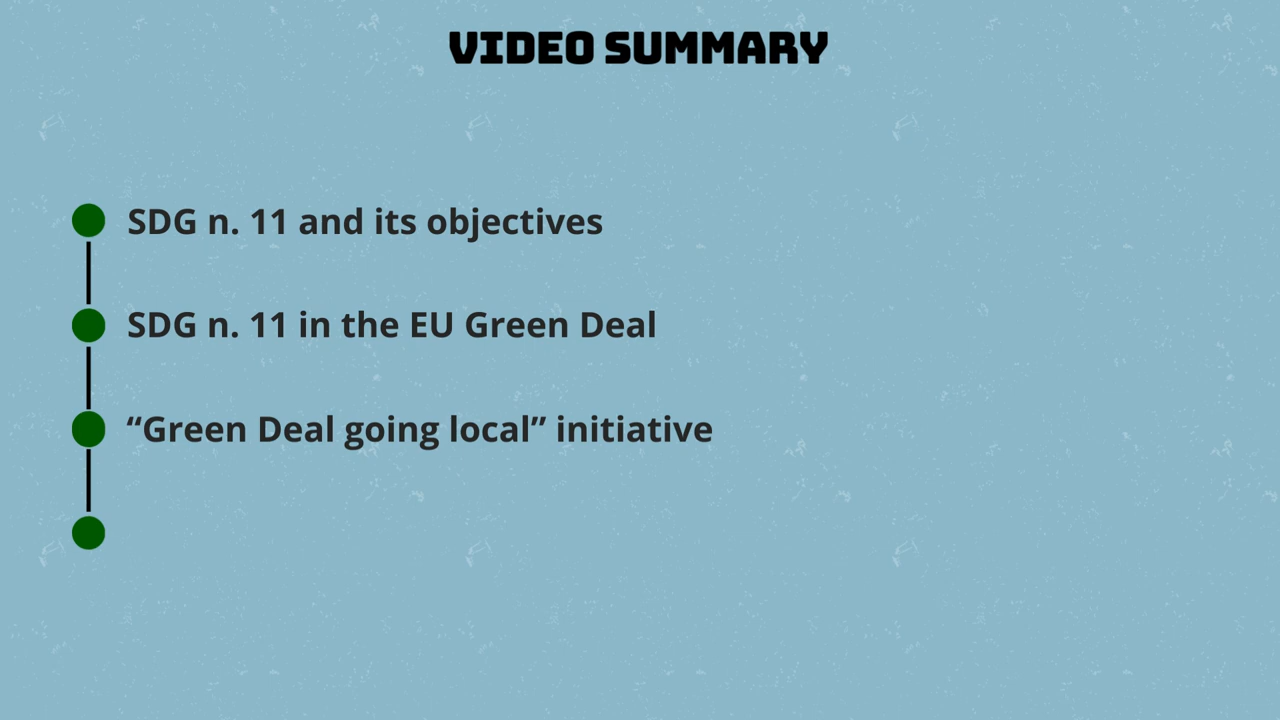 VIDEO SUMMARY
SDG n. 11 and its objectives
SDG n. 11 in the EU Green Deal
“Green Deal going local” initiative